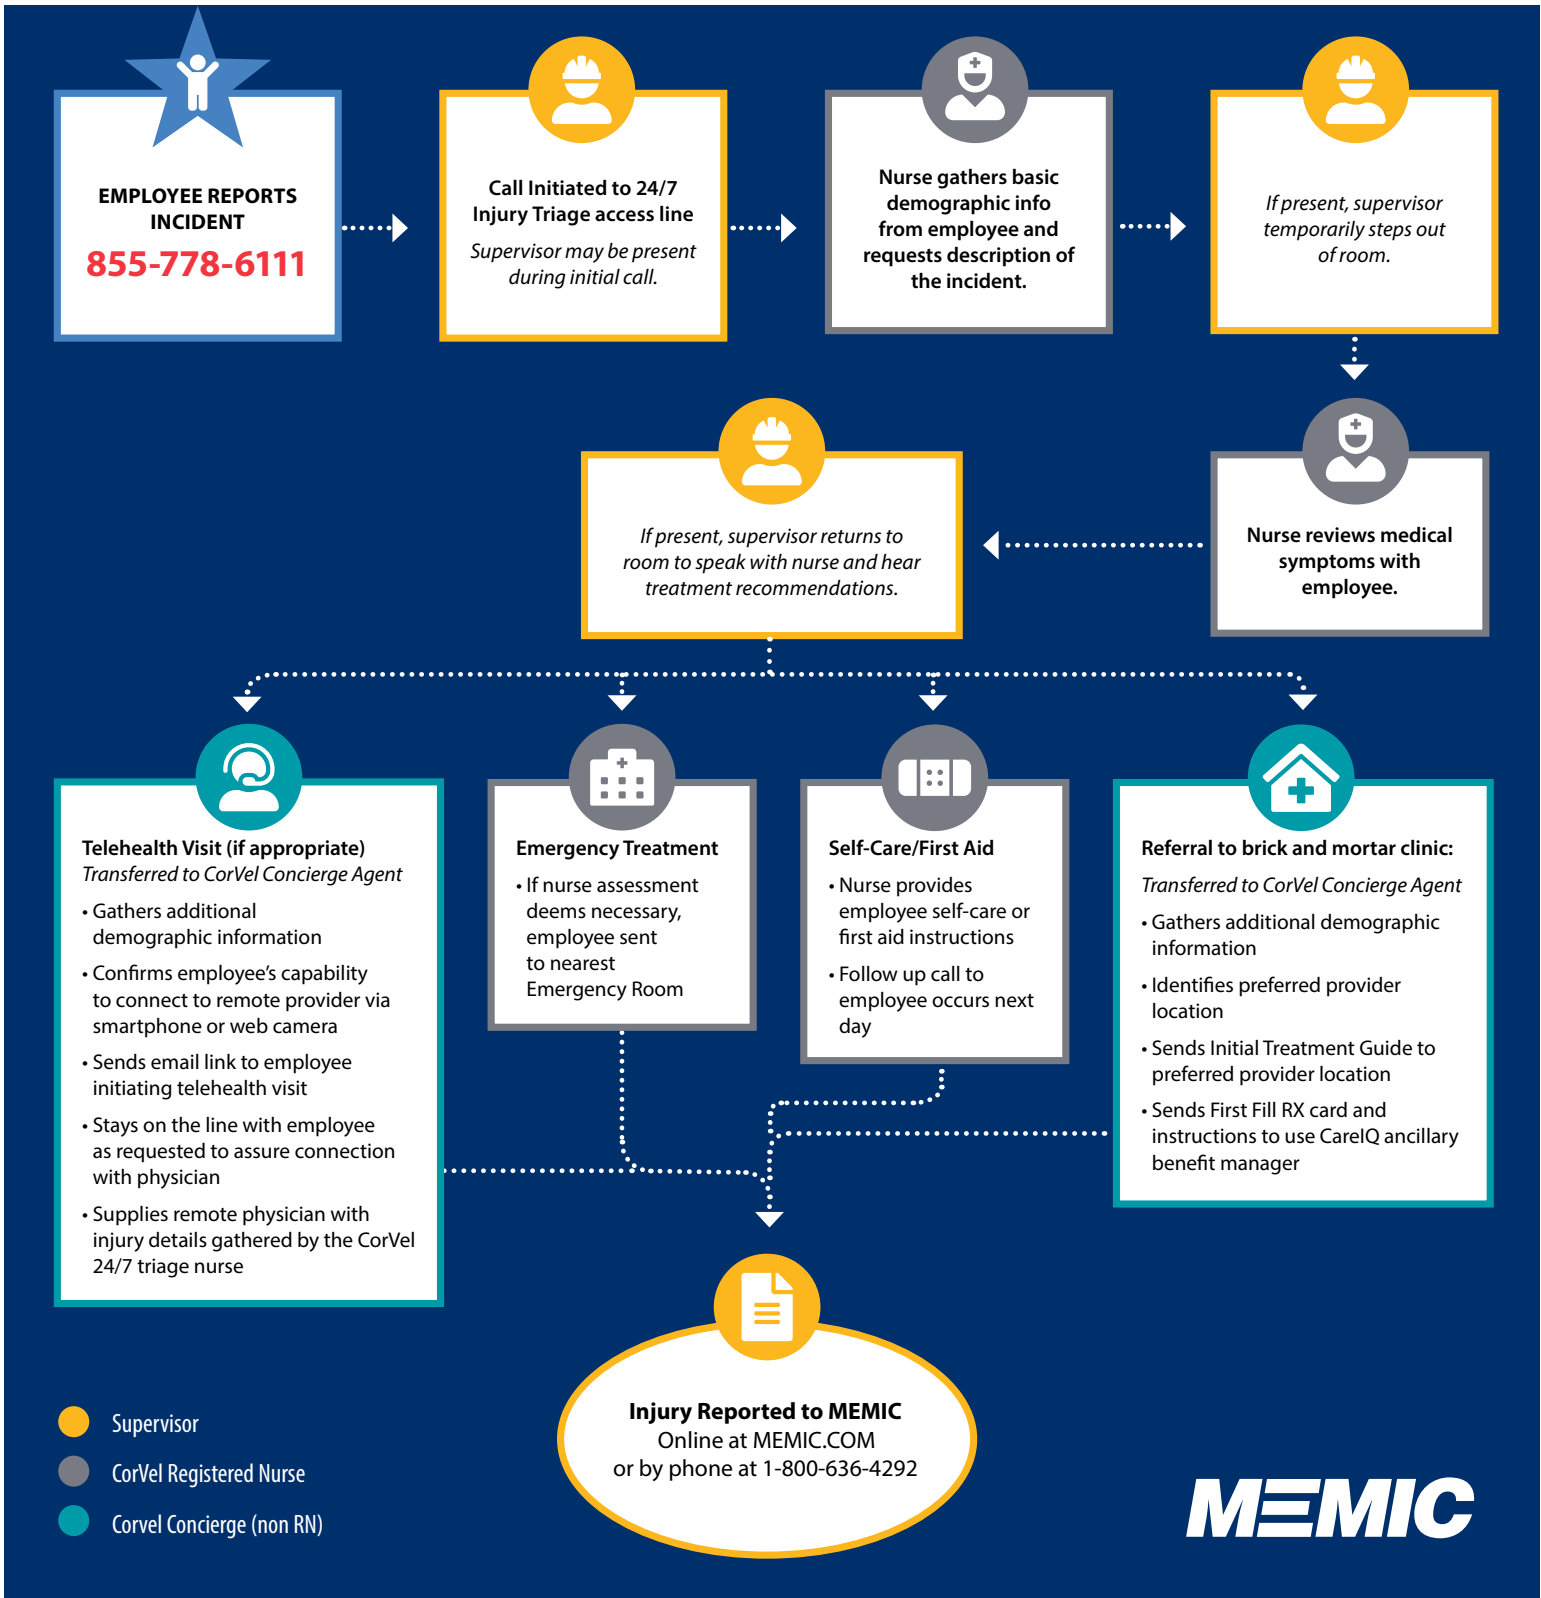 EMPLOYEE REPORTS
INCIDENT
855-778-6111
Call Initiated to 24/7
Injury Triage access line
Supervisor may be present
during initial call.
Nurse gathers basic
demographic info
from employee and
requests description of
the incident.
If present, supervisor
temporarily steps out
of room.
Nurse reviews medical
symptoms with
employee.
If present, supervisor returns to
room to speak with nurse and hear
treatment recommendations.
Telehealth Visit (if appropriate)
Transferred to CorVel Concierge Agent
• Gathers additional
demographic information
• Confirms employee's capability
to connect to remote provider via
smartphone or web camera
• Sends email link to employee
initiating telehealth visit
• Stays on the line with employee
as requested to assure connection
with physician
• Supplies remote physician with
injury details gathered by the CorVel
24/7 triage nurse
Emergency Treatment
• If nurse assessment
deems necessary,
employee sent
to nearest
Emergency Room
Self-Care/First Aid
• Nurse provides
employee self-care or
first aid instructions
• Follow up call to
employee occurs next
day
Referral to brick and mortar clinic:
Transferred to CorVel Concierge Agent
• Gathers additional demographic
information
• Identifies preferred provider
location
• Sends Initial Treatment Guide to
preferred provider location
• Sends First Fill RX card and
instructions to use CareIQ ancillary
benefit manager
Injury Reported to MEMIC
Online at MEMIC.COM
or by phone at 1-800-636-4292
Supervisor
CorVel Registered Nurse
Corvel Concierge (non RN)
MEMIC